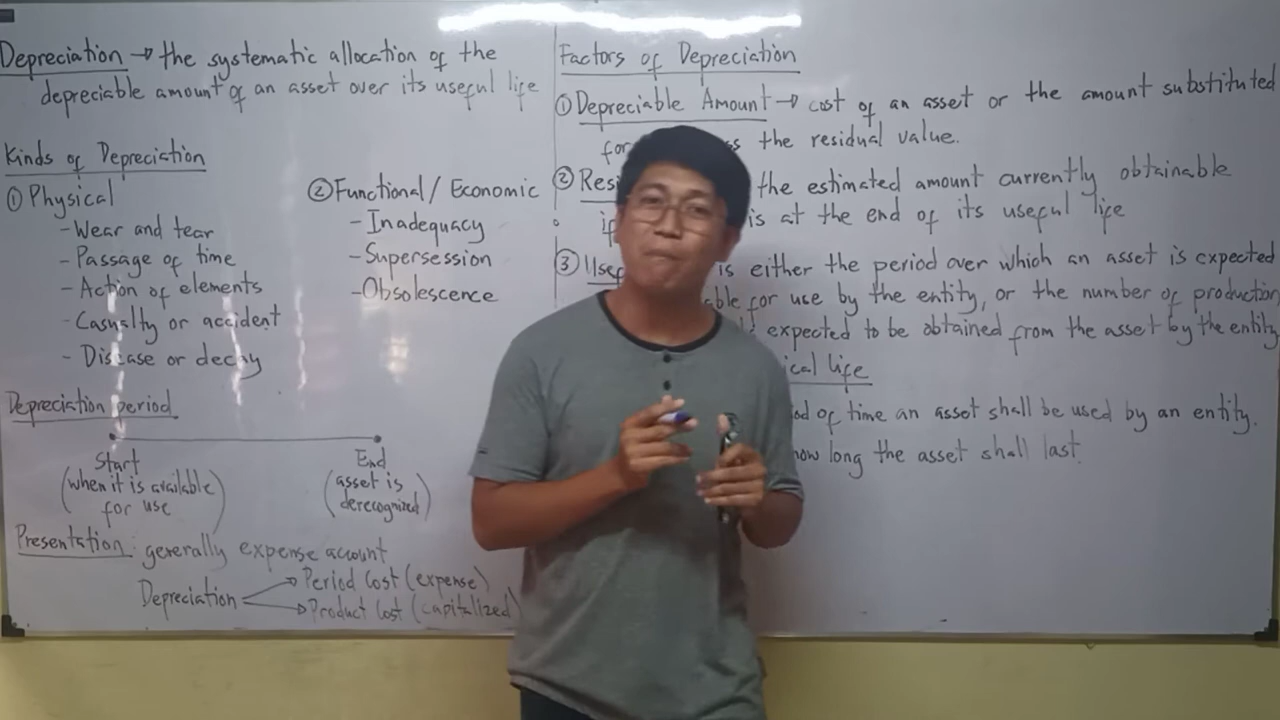 Depreciation → the systematic allocation of the
depreciable amount of an asset over its useful life
Kinds of Depreciation
① Physical
- Wear and tear
- Passage of time
- Action of elements
- Casualty or accident
- Disease or decay
② Functional / Economic
- Inadequacy
- Supersession
- Obsolescence
Depreciation period
Start
(when it is available
for use)
End
(asset is
derecognized)
Presentation: generally expense account
Depreciation
Period Cost (expense)
Product Cost (capitalized)
Factors of Depreciation
① Depreciable Amount → cost of an asset or the amount substituted
for the residual value.
② the estimated amount currently obtainable
is at the end of its useful life
③ is either the period over which an asset is expected
for use by the entity, or the number of production
expected to be obtained from the asset by the entity
life
of time an asset shall be used by an entity.
how long the asset shall last.